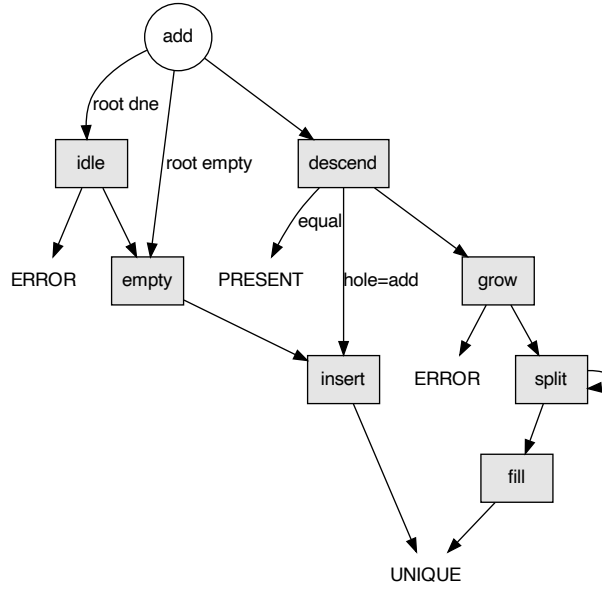 add
root dne
idle
root empty
descend
equal
ERROR
empty
PRESENT
hole=add
grow
insert
ERROR
split
fill
UNIQUE